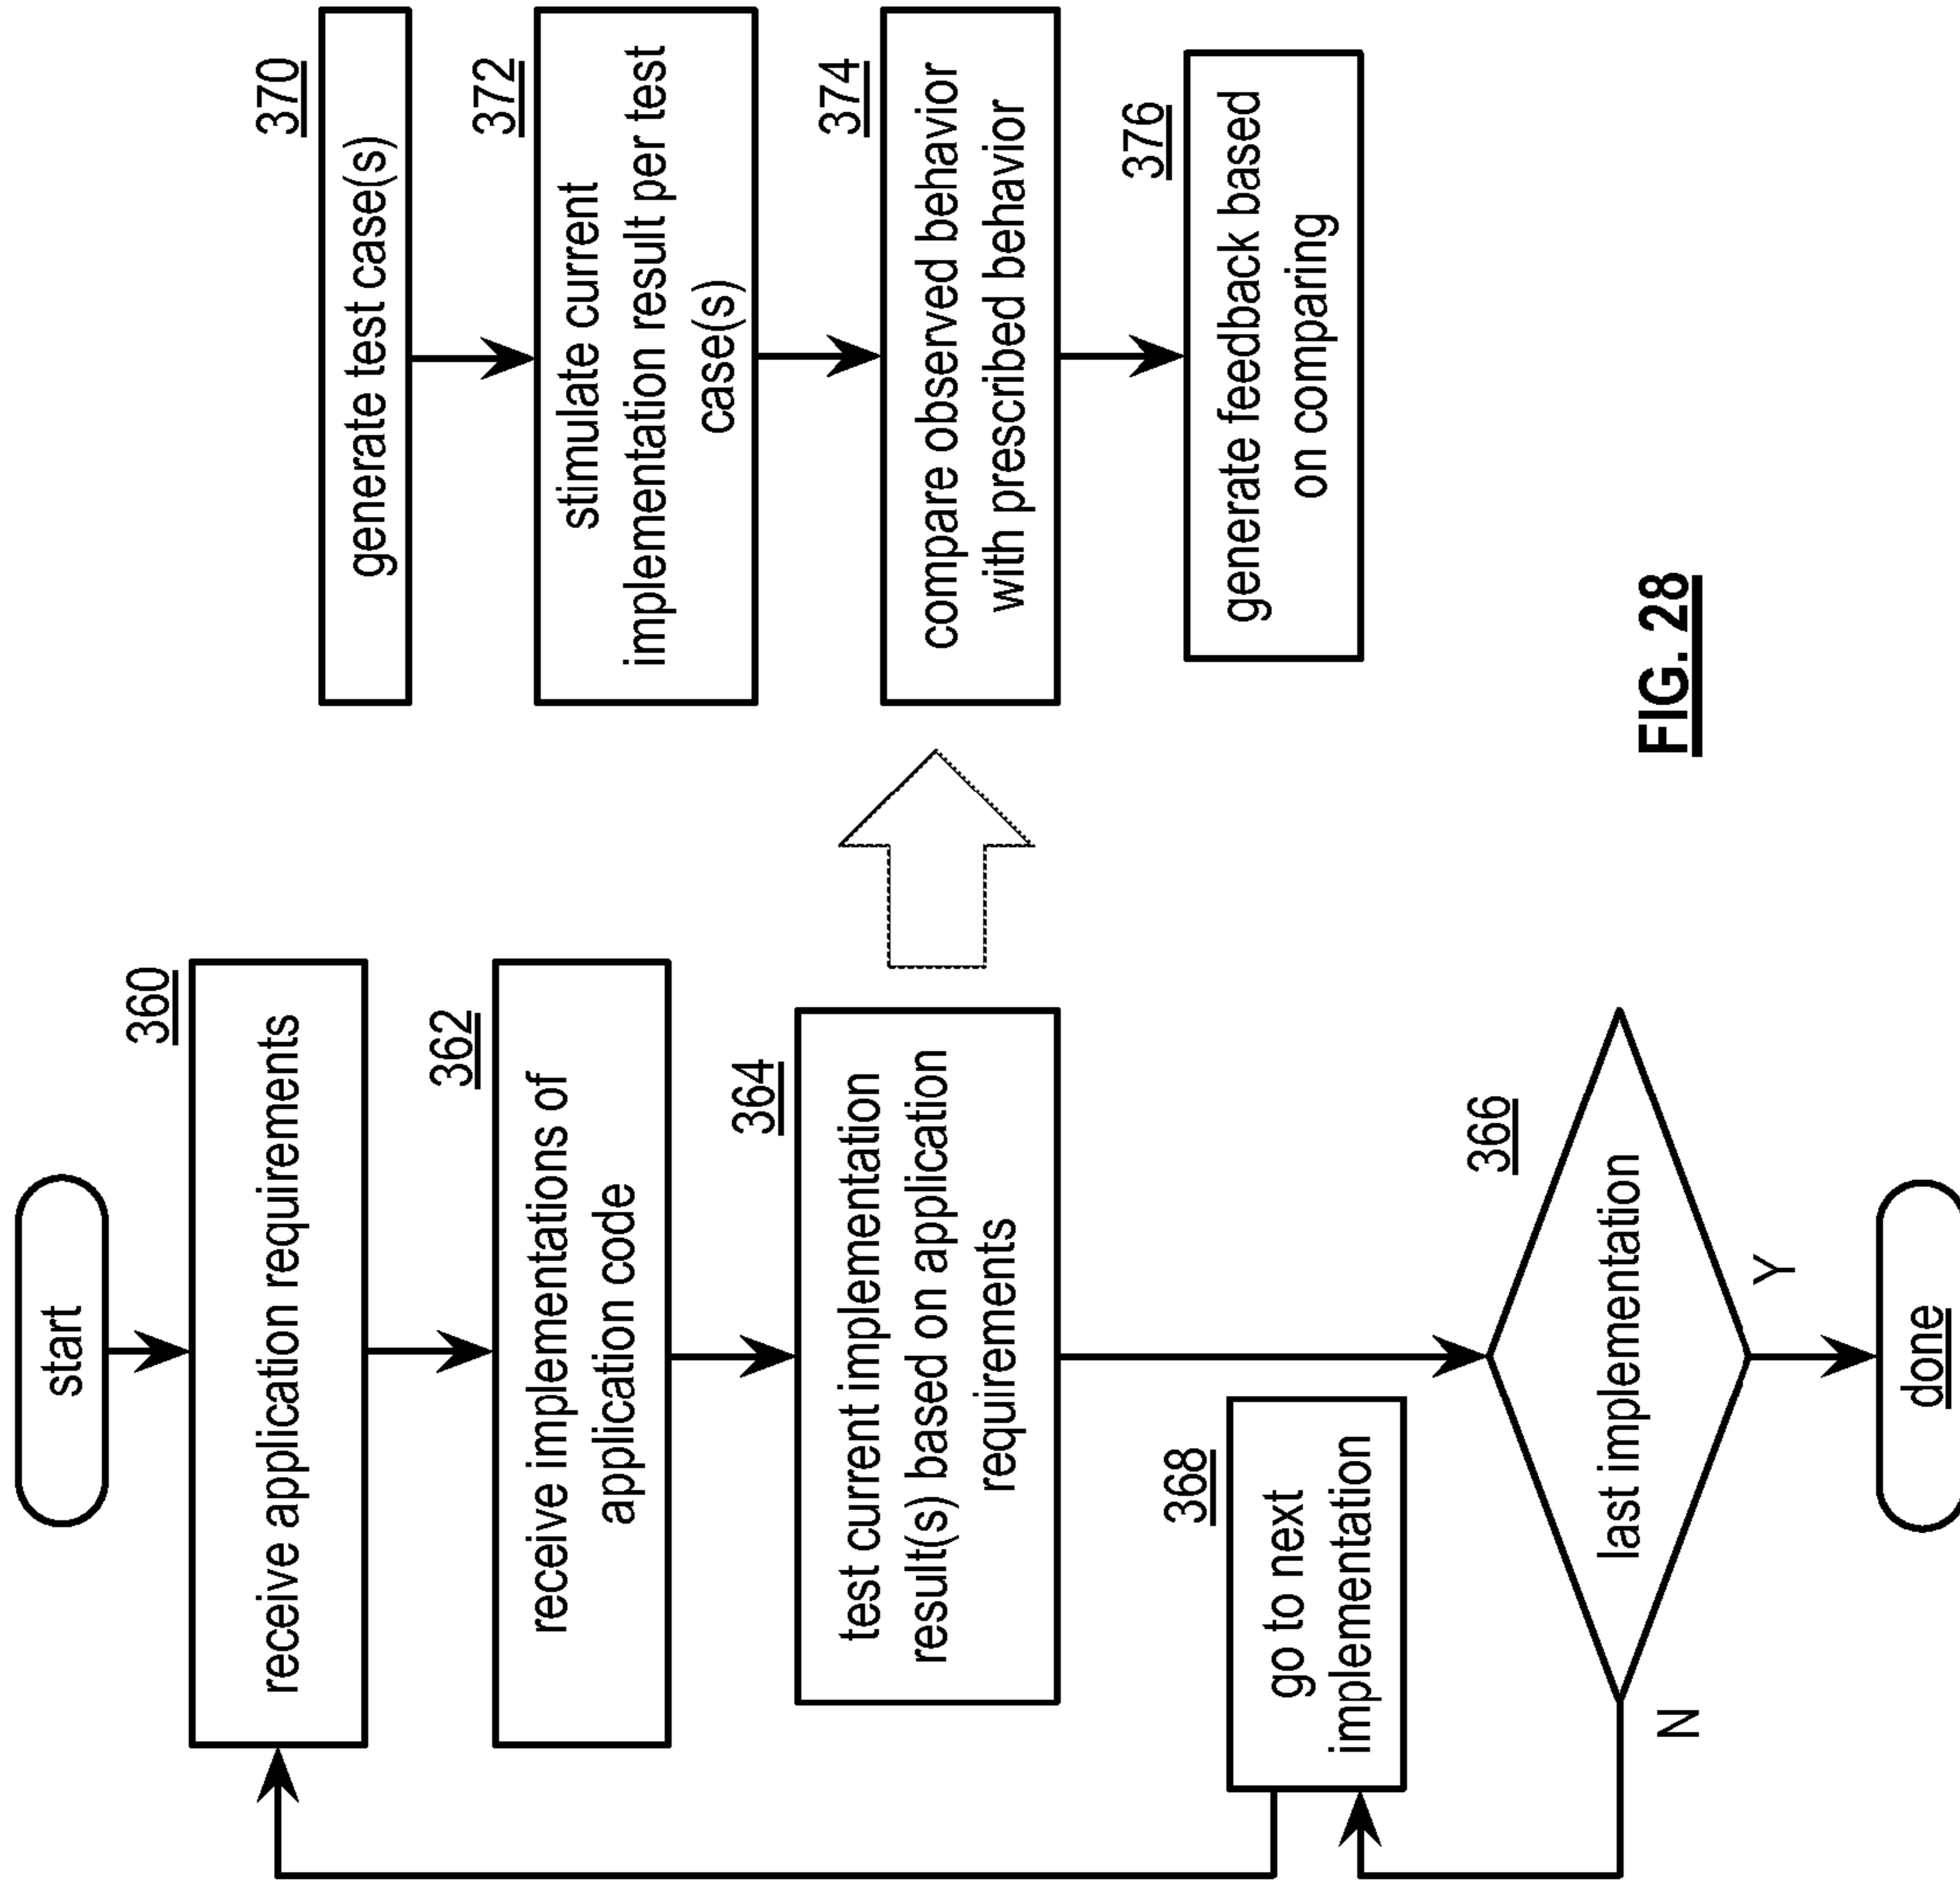 start
360
receive application requirements
362
receive implementations of
application code
364
test current implementation
result(s) based on application
requirements
368
go to next
implementation
366
last implementation
N
Y
done
370
generate test case(s)
372
stimulate current
implementation result per test
case(s)
374
compare observed behavior
with prescribed behavior
376
generate feedback based
on comparing
FIG. 28